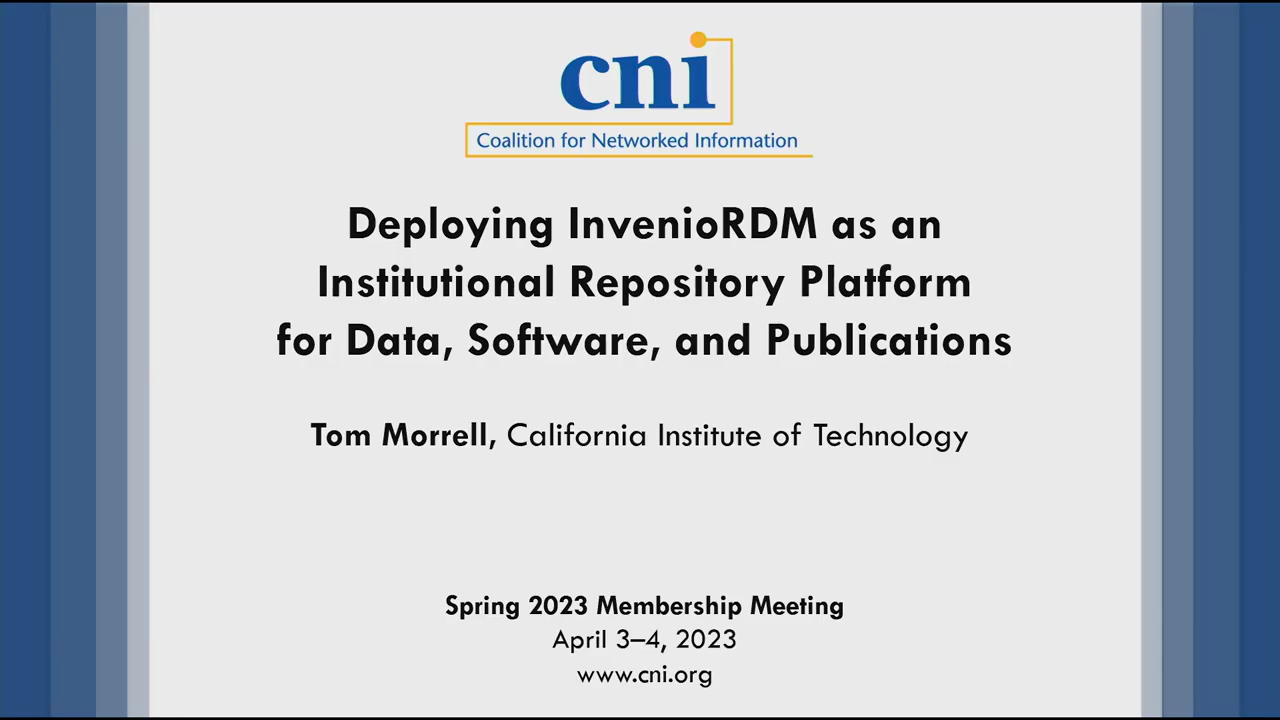 cni
Coalition for Networked Information
Deploying InvenioRDM as an
Institutional Repository Platform
for Data, Software, and Publications
Tom Morrell, California Institute of Technology
Spring 2023 Membership Meeting
April 3–4, 2023
www.cni.org